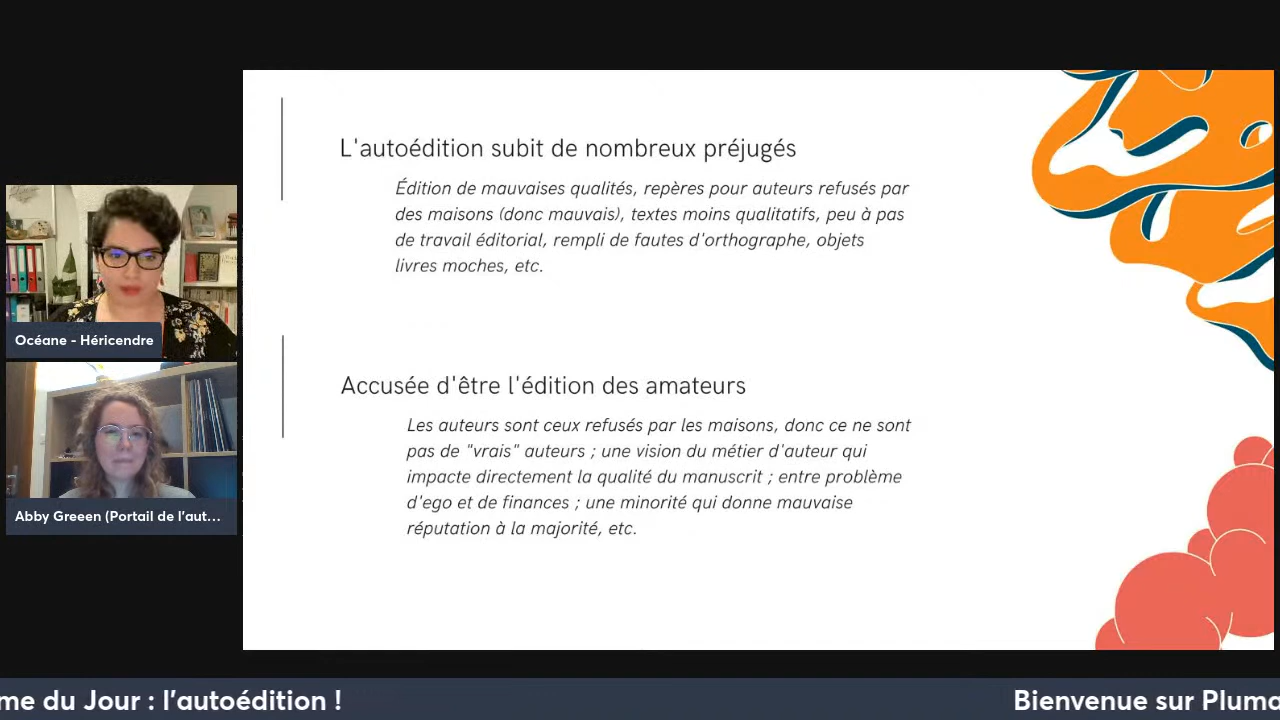 L'autoédition subit de nombreux préjugés
Édition de mauvaises qualités, repères pour auteurs refusés par
des maisons (donc mauvais), textes moins qualitatifs, peu à pas
de travail éditorial, rempli de fautes d'orthographe, objets
livres moches, etc.
Océane - Héricendre
Accusée d'être l'édition des amateurs
Les auteurs sont ceux refusés par les maisons, donc ce ne sont
pas de "vrais" auteurs ; une vision du métier d'auteur qui
impacte directement la qualité du manuscrit ; entre problème
d'ego et de finances ; une minorité qui donne mauvaise
réputation à la majorité, etc.
Abby Greeen (Portail de l'aut...
me du Jour : l'autoédition !
Bienvenue sur Pluma